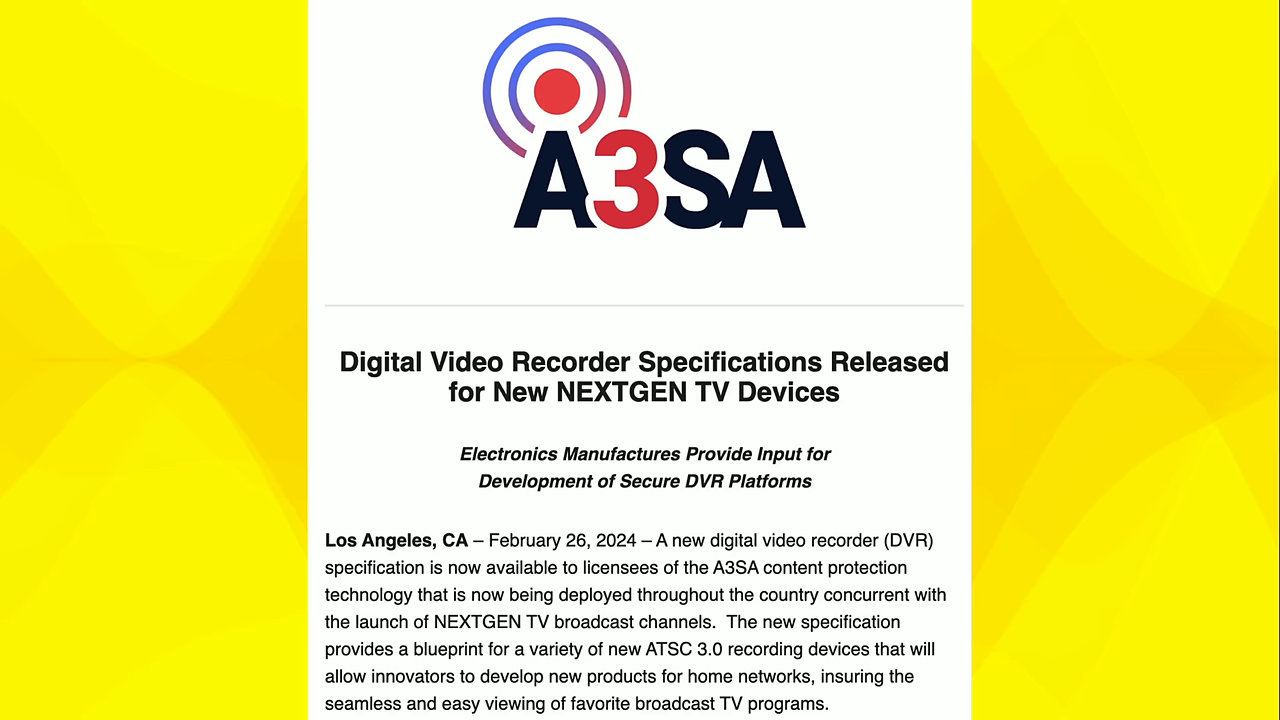 A3SA
Digital Video Recorder Specifications Released
for New NEXTGEN TV Devices
Electronics Manufactures Provide Input for
Development of Secure DVR Platforms
Los Angeles, CA – February 26, 2024 – A new digital video recorder (DVR)
specification is now available to licensees of the A3SA content protection
technology that is now being deployed throughout the country concurrent with
the launch of NEXTGEN TV broadcast channels.  The new specification
provides a blueprint for a variety of new ATSC 3.0 recording devices that will
allow innovators to develop new products for home networks, insuring the
seamless and easy viewing of favorite broadcast TV programs.